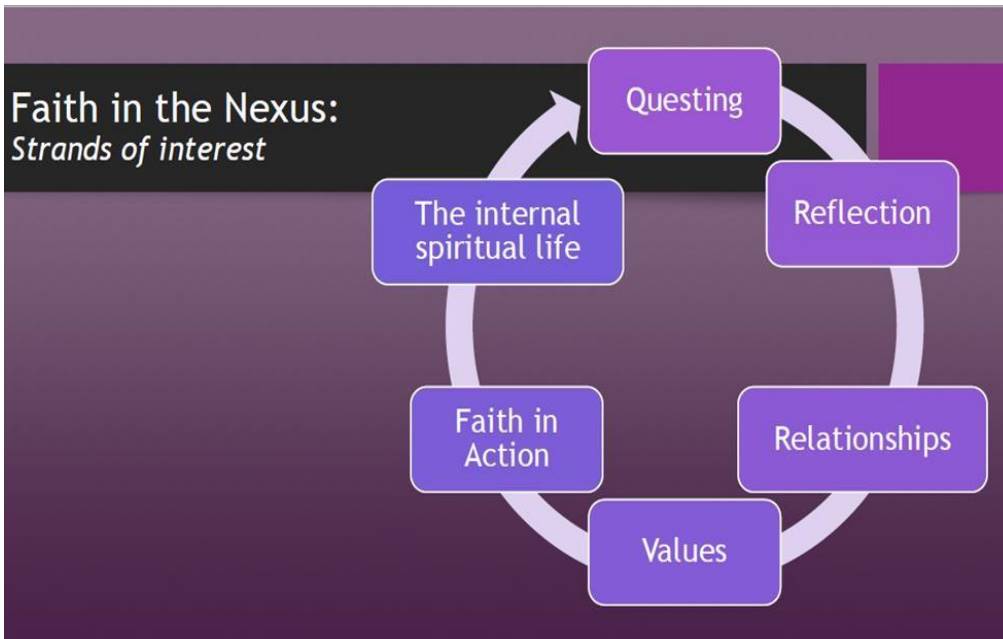 Faith in the Nexus:
Strands of interest
Questing
Reflection
Relationships
Values
Faith in
Action
The internal
spiritual life